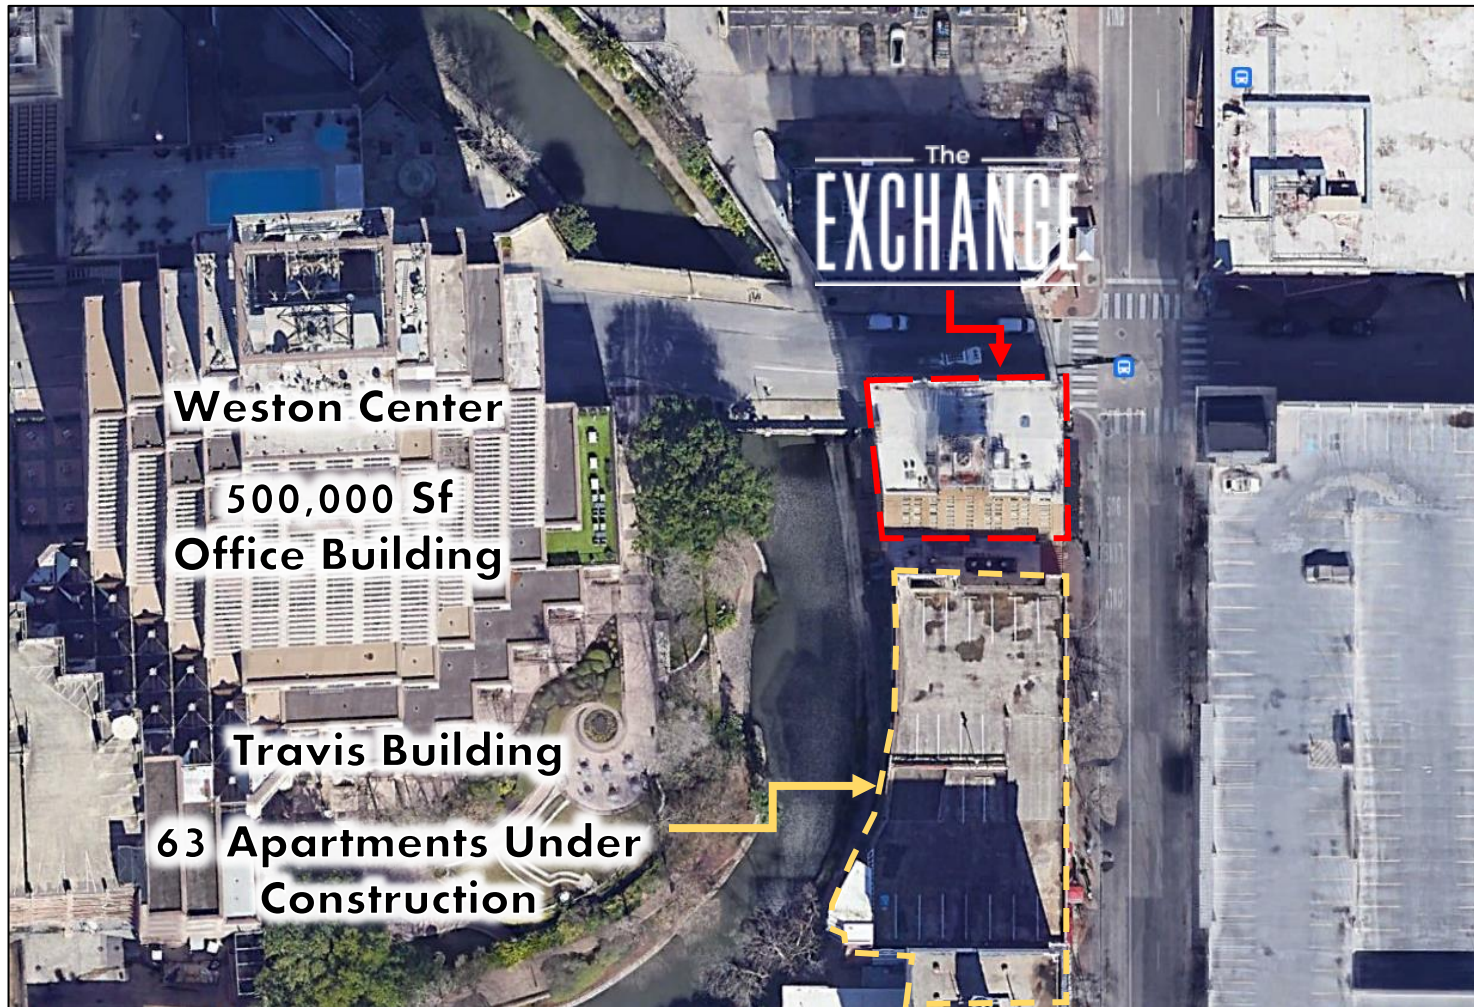 The
EXCHANGE
Weston Center
500,000 Sf
Office Building
Travis Building
63 Apartments Under
Construction